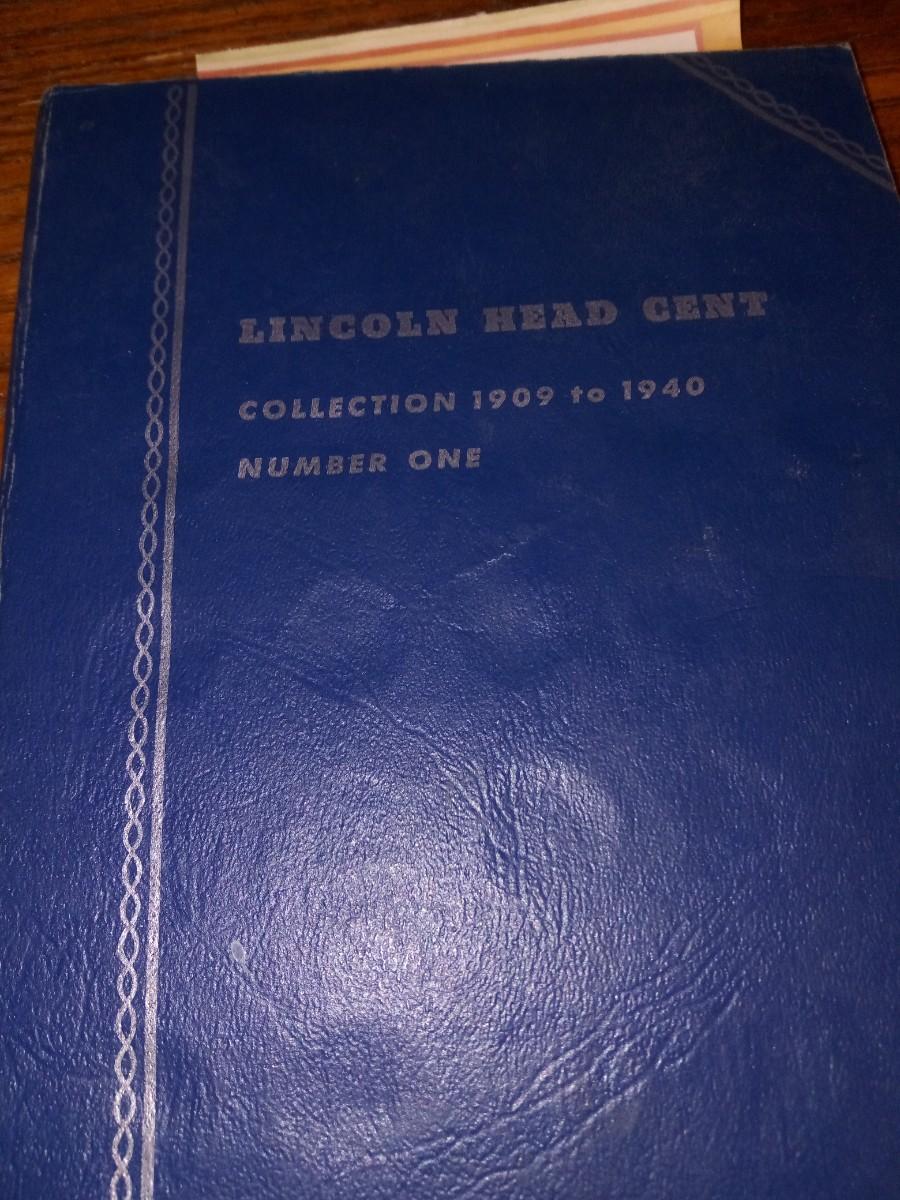 LINCOLN HEAD CENT
COLLECTION 1909 to 1940
NUMBER ONE